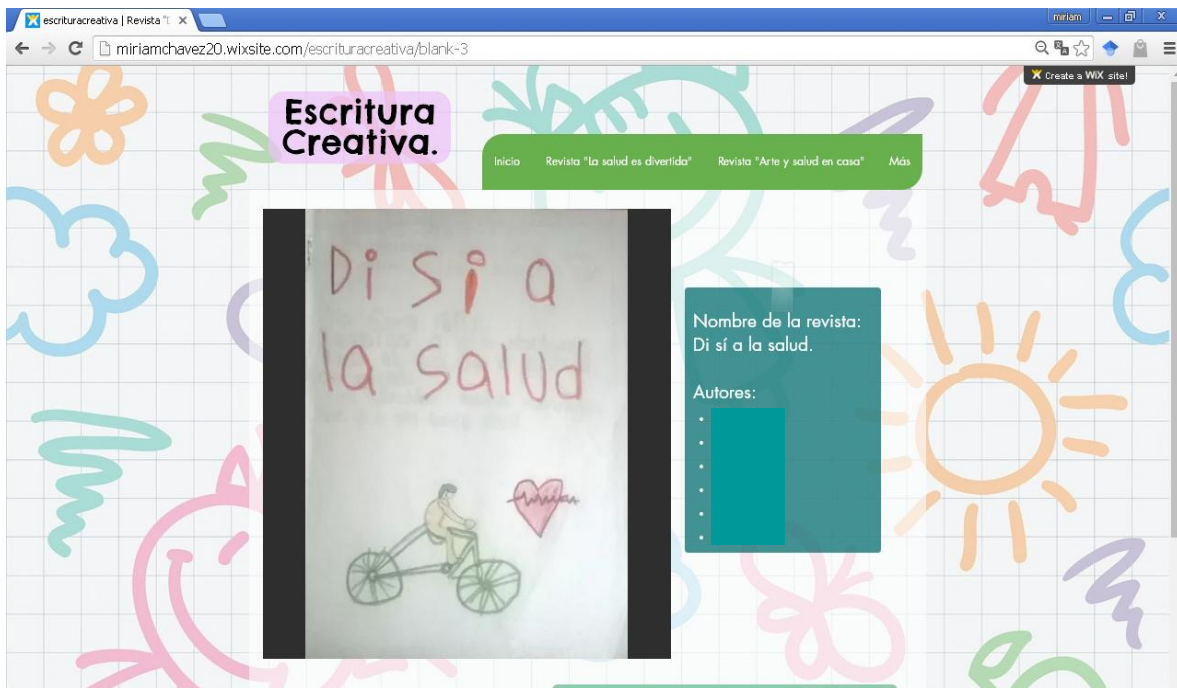 escrituracreativa | Revista "D
miriam
miriamchavez20.wixsite.com/escrituracreativa/blank-3
Create a WiX site!
Escritura
Creativa.
Inicio Revista "La salud es divertida" Revista "Arte y salud en casa" Más
Di sí a
la salud
Nombre de la revista:
Di sí a la salud.
Autores: